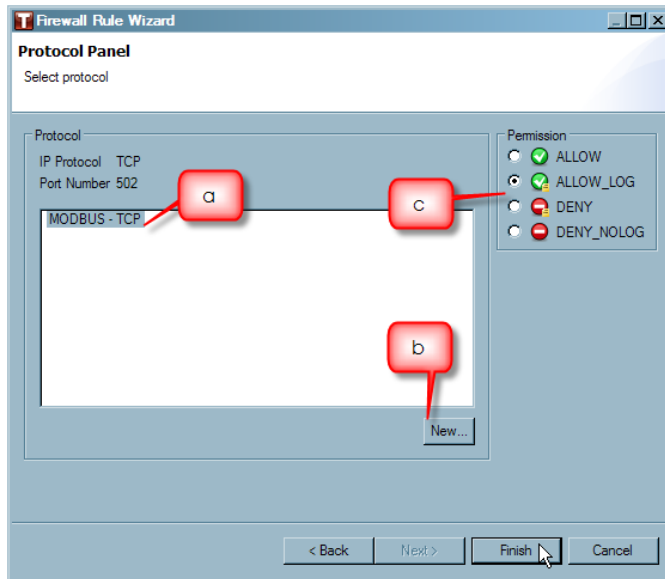 Firewall Rule Wizard
Protocol Panel
Select protocol
Protocol
IP Protocol TCP
Port Number 502
a
MODBUS - TCP
b
New...
Permission
ALLOW
ALLOW_LOG
c
DENY
DENY_NOLOG
< Back
Next >
Finish
Cancel